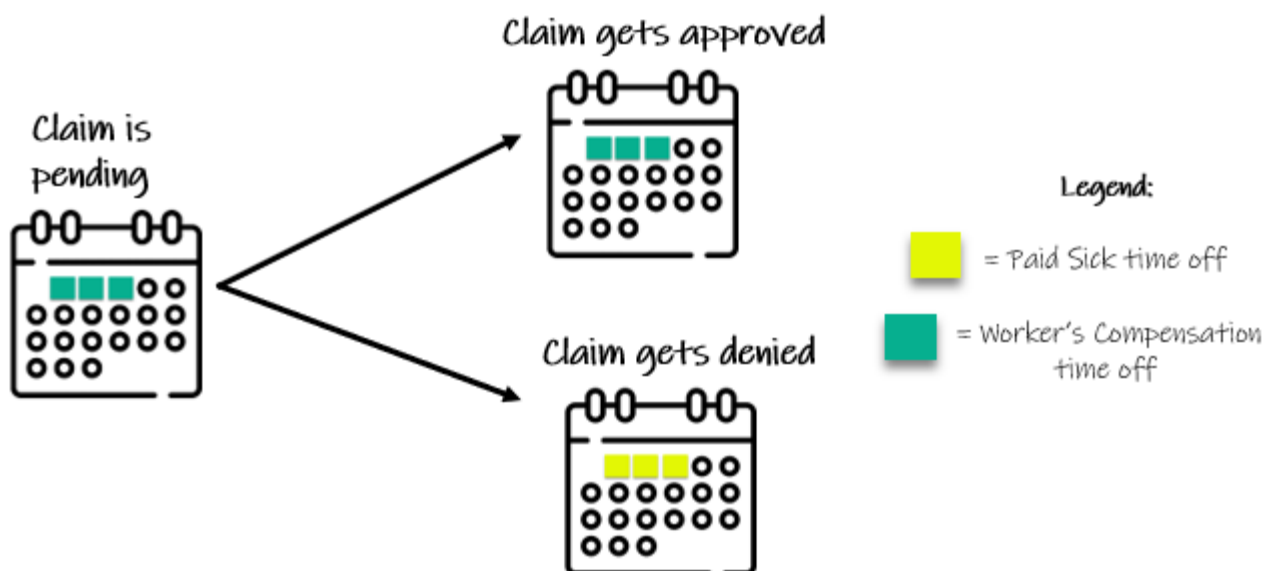 Claim gets approved
Claim is
pending
Legend:
= Paid Sick time off
= Worker's Compensation
time off
Claim gets denied